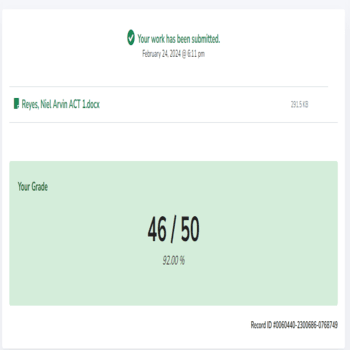 Your work has been submitted.
February 24, 2024 @ 6:11 pm
Reyes, Niel Arvin ACT 1.docx
291.5 KB
Your Grade
46 / 50
92.00 %
Record ID #0060440-2300686-0768749